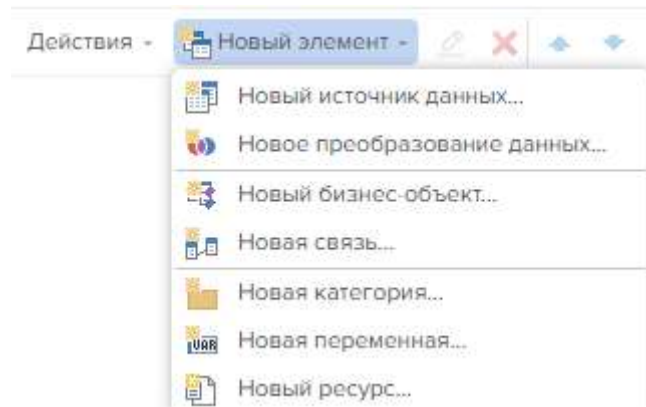 Действия
Новый элемент
Новый источник данных...
Новое преобразование данных...
Новый бизнес-объект...
Новая связь...
Новая категория...
VAR Новая переменная...
Новый ресурс...